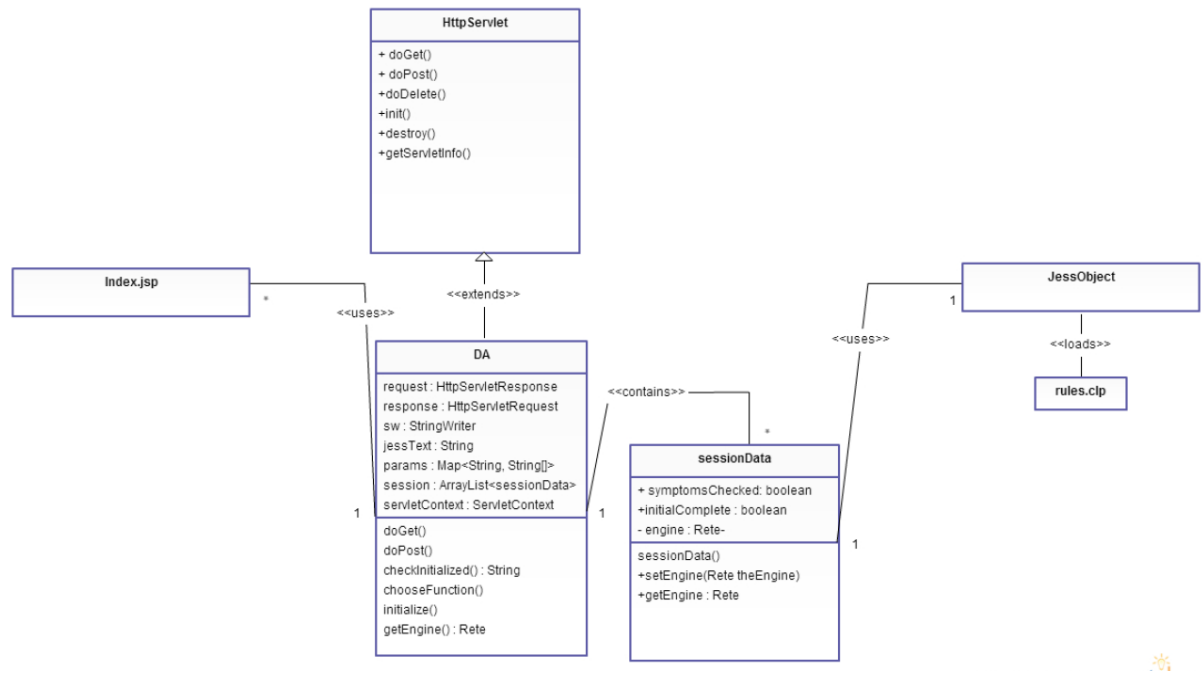 HttpServlet
+ doGet()
+ doPost()
+doDelete()
+init()
+destroy()
+getServletInfo()
Index.jsp
*
<<uses>>
<<extends>>
JessObject
1
<<uses>>
<<loads>>
rules.clp
DA
request : HttpServletResponse
response : HttpServletRequest
sw : StringWriter
jessText : String
params : Map<String, String[]>
session : ArrayList<sessionData>
servletContext : ServletContext
1
1
doGet()
doPost()
checkInitialized() : String
chooseFunction()
initialize()
getEngine() : Rete
<<contains>>
*
sessionData
+ symptomsChecked: boolean
+initialComplete : boolean
- engine : Rete-
1
sessionData()
+setEngine(Rete theEngine)
+getEngine : Rete